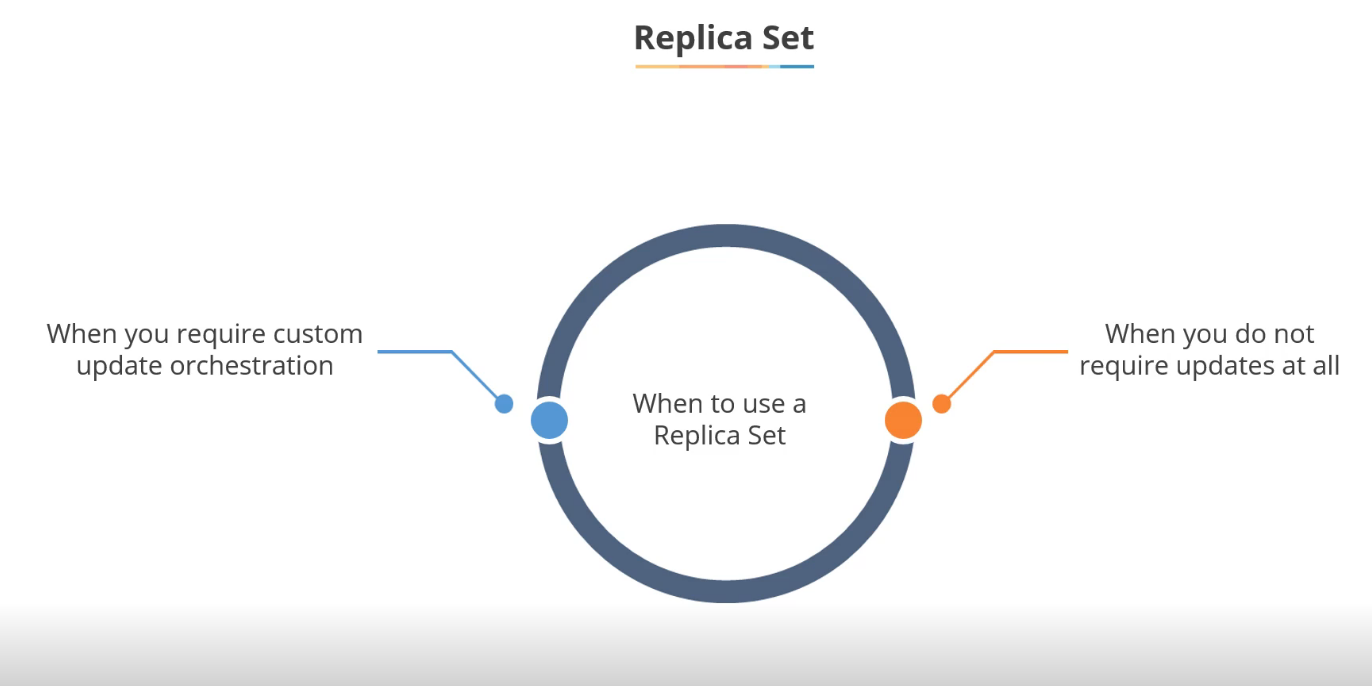 Replica Set
When you require custom
update orchestration
When to use a
Replica Set
When you do not
require updates at all